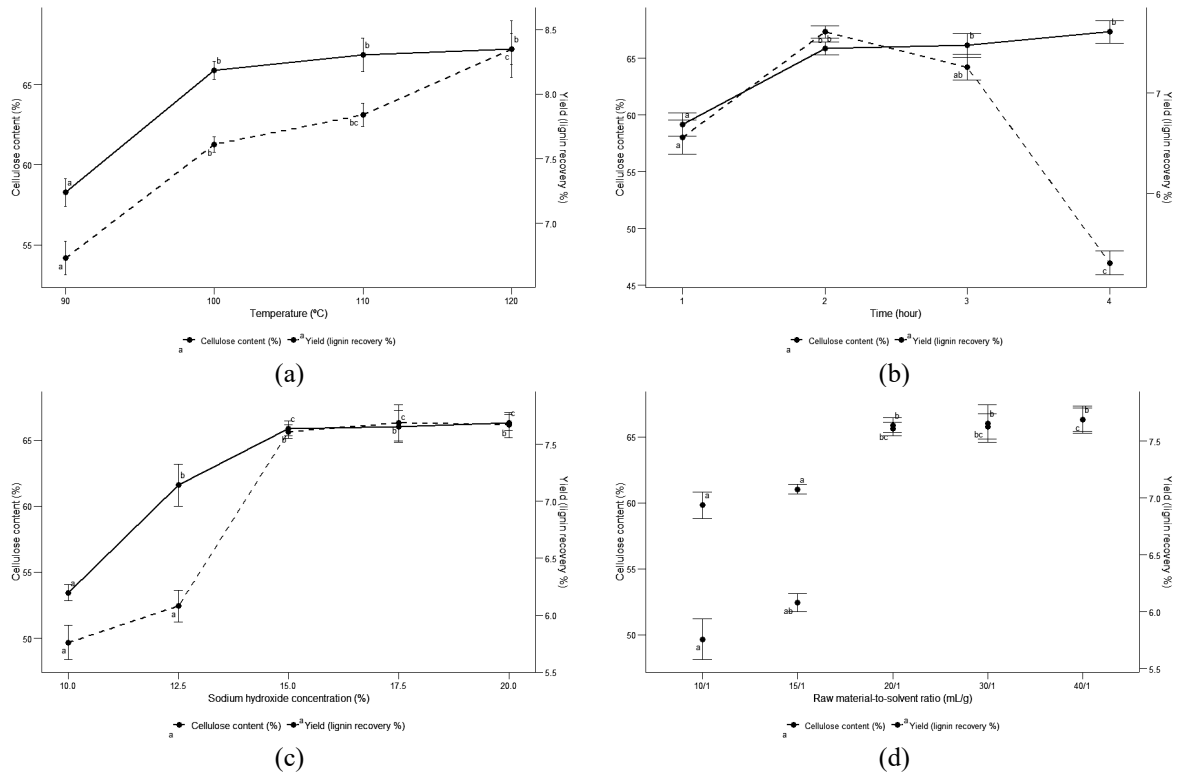 Cellulose content (%)
65
60
55
a
b
b
b
a
b
bc
c
8.5
8.0
7.5
7.0
Yield (lignin recovery %)
90
100
110
120
Temperature (ºC)
a Cellulose content (%) a Yield (lignin recovery %)
(a)
Cellulose content (%)
65
60
55
50
45
a
b
b
b
a
b
ab
c
7
6
Yield (lignin recovery %)
1
2
3
4
Time (hour)
a Cellulose content (%) a Yield (lignin recovery %)
(b)
Cellulose content (%)
65
60
55
50
a
b
c
c
c
a
a
b
b
b
7.5
7.0
6.5
6.0
5.5
Yield (lignin recovery %)
10.0
12.5
15.0
17.5
20.0
Sodium hydroxide concentration (%)
a Cellulose content (%) a Yield (lignin recovery %)
(c)
Cellulose content (%)
65
60
55
50
a
a
b
b
b
a
ab
bc
bc
c
7.5
7.0
6.5
6.0
5.5
Yield (lignin recovery %)
10/1
15/1
20/1
30/1
40/1
Raw material-to-solvent ratio (mL/g)
a Cellulose content (%) a Yield (lignin recovery %)
(d)